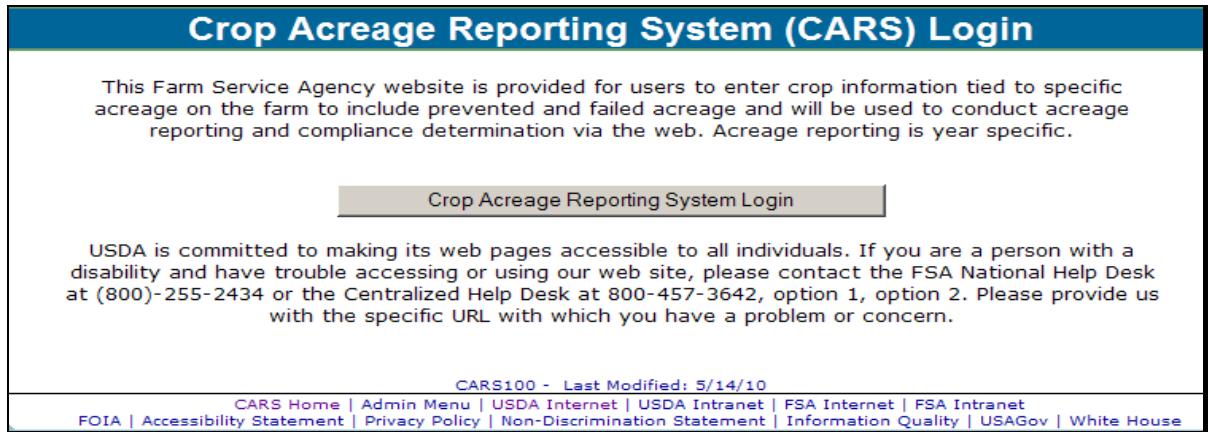 Crop Acreage Reporting System (CARS) Login
This Farm Service Agency website is provided for users to enter crop information tied to specific
acreage on the farm to include prevented and failed acreage and will be used to conduct acreage
reporting and compliance determination via the web. Acreage reporting is year specific.
Crop Acreage Reporting System Login
USDA is committed to making its web pages accessible to all individuals. If you are a person with a
disability and have trouble accessing or using our web site, please contact the FSA National Help Desk
at (800)-255-2434 or the Centralized Help Desk at 800-457-3642, option 1, option 2. Please provide us
with the specific URL with which you have a problem or concern.
CARS100 - Last Modified: 5/14/10
CARS Home | Admin Menu | USDA Internet | USDA Intranet | FSA Internet | FSA Intranet
FOIA | Accessibility Statement | Privacy Policy | Non-Discrimination Statement | Information Quality | USAGov | White House